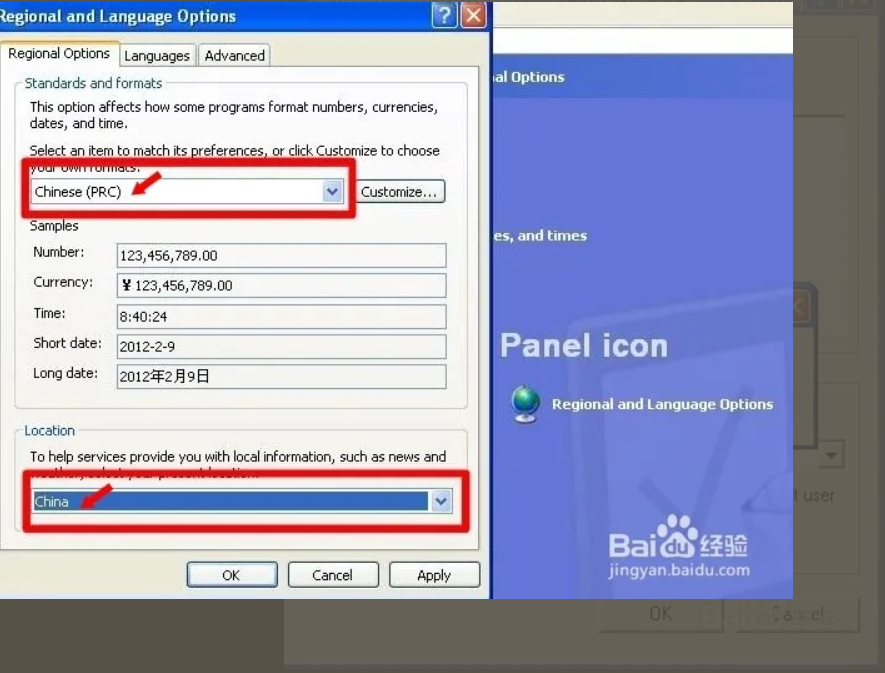 Regional and Language Options
Regional Options
Languages
Advanced
Standards and formats
This option affects how some programs format numbers, currencies,
dates, and time.
Select an item to match its preferences, or click Customize to choose
your own formats:
Chinese (PRC)
Customize...
Samples
Number:
123,456,789.00
Currency:
¥ 123,456,789.00
Time:
8:40:24
Short date:
2012-2-9
Long date:
2012年2月9日
Location
To help services provide you with local information, such as news and
weather, select your present location:
China
OK
Cancel
Apply
al Options
es, and times
Panel icon
Regional and Language Options
t user
Bai du 经验
jingyan.baidu.com
OK
Cancel